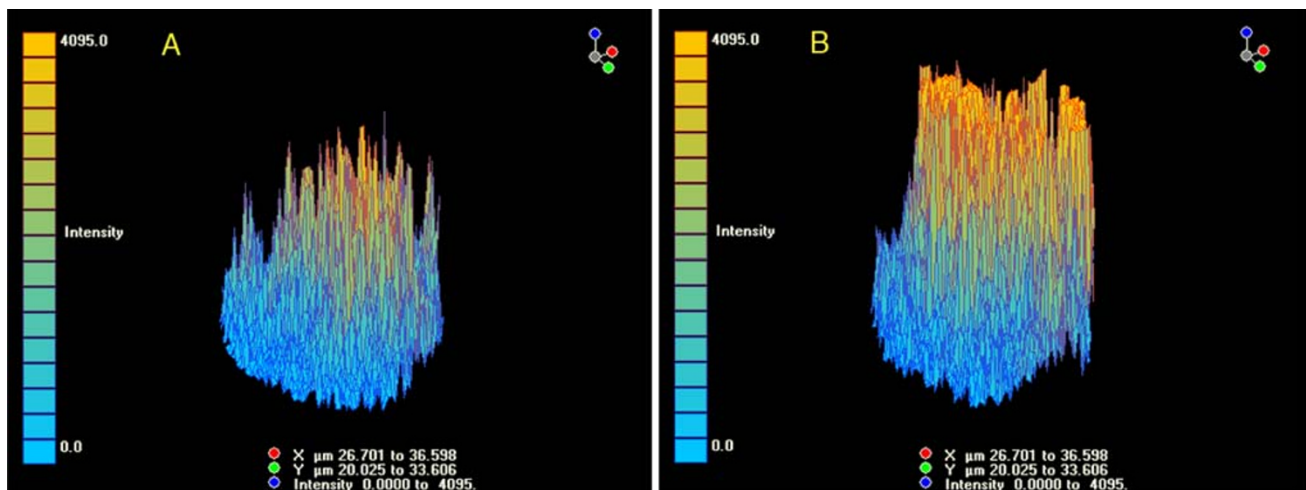 4095.0
A
Intensity
0.0
X µm 26.701 to 36.598
Y µm 20.025 to 33.606
Intensity 0.0000 to 4095.
4095.0
B
Intensity
0.0
X µm 26.701 to 36.598
Y µm 20.025 to 33.606
Intensity 0.0000 to 4095.